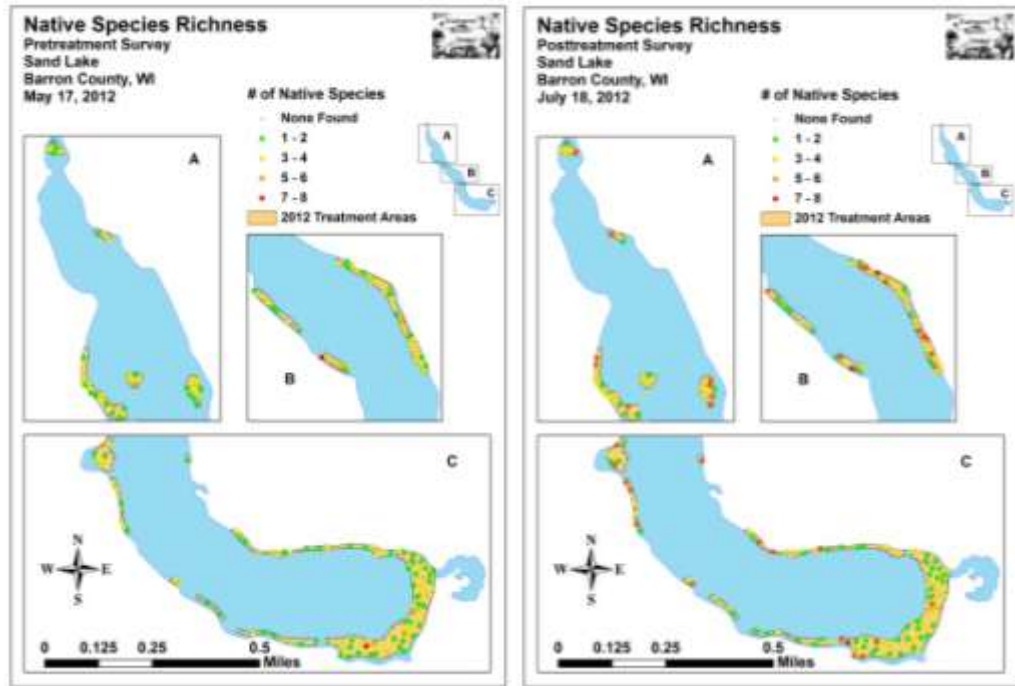 Native Species Richness
Pretreatment Survey
Sand Lake
Barron County, WI
May 17, 2012
# of Native Species
None Found
1 - 2
3 - 4
5 - 6
7 - 8
2012 Treatment Areas
A
B
C
A
B
C
N
W E
S
0 0.125 0.25 0.5
Miles
Native Species Richness
Posttreatment Survey
Sand Lake
Barron County, WI
July 18, 2012
# of Native Species
None Found
1 - 2
3 - 4
5 - 6
7 - 8
2012 Treatment Areas
A
B
C
A
B
C
N
W E
S
0 0.125 0.25 0.5
Miles